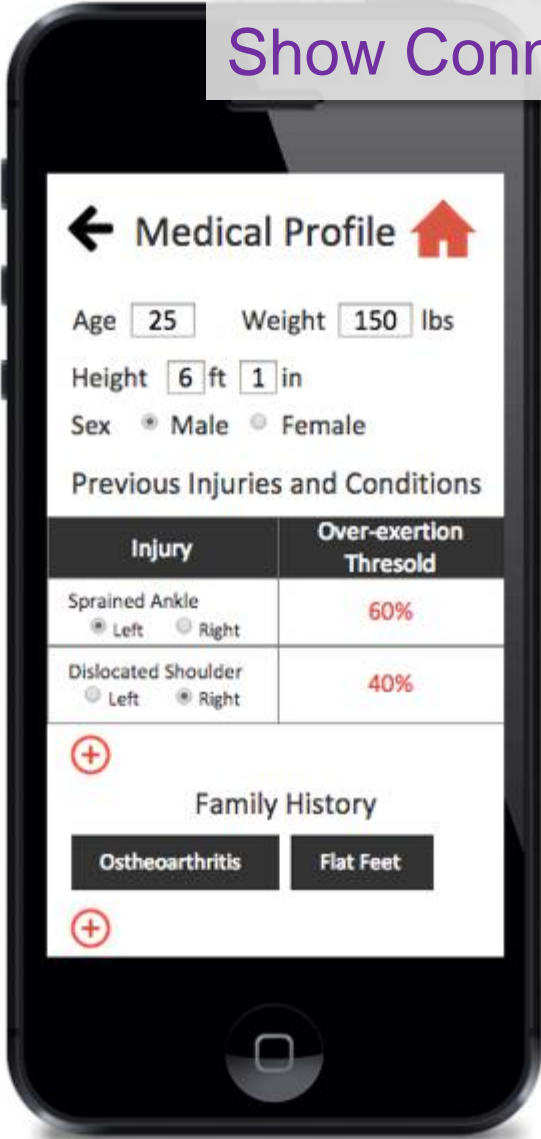 Show Conn
Medical Profile
Age 25 Weight 150 lbs
Height 6 ft 1 in
Sex Male Female
Previous Injuries and Conditions
Injury
Over-exertion
Thresold
Sprained Ankle
Left Right
60%
Dislocated Shoulder
Left Right
40%
Family History
Ostheoarthritis Flat Feet